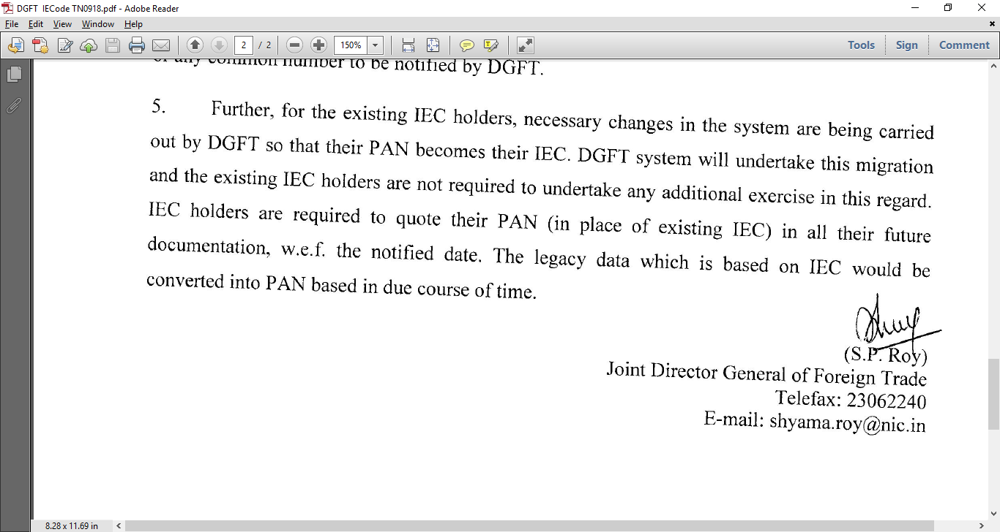 DGFT IECode TN0918.pdf - Adobe Reader
File Edit View Window Help
2 / 2 150% Tools Sign Comment
of any common number to be notified by DGFT.
5. Further, for the existing IEC holders, necessary changes in the system are being carried
out by DGFT so that their PAN becomes their IEC. DGFT system will undertake this migration
and the existing IEC holders are not required to undertake any additional exercise in this regard.
IEC holders are required to quote their PAN (in place of existing IEC) in all their future
documentation, w.e.f. the notified date. The legacy data which is based on IEC would be
converted into PAN based in due course of time.
(S.P. Roy)
Joint Director General of Foreign Trade
Telefax: 23062240
E-mail: shyama.roy@nic.in
8.28 x 11.69 in